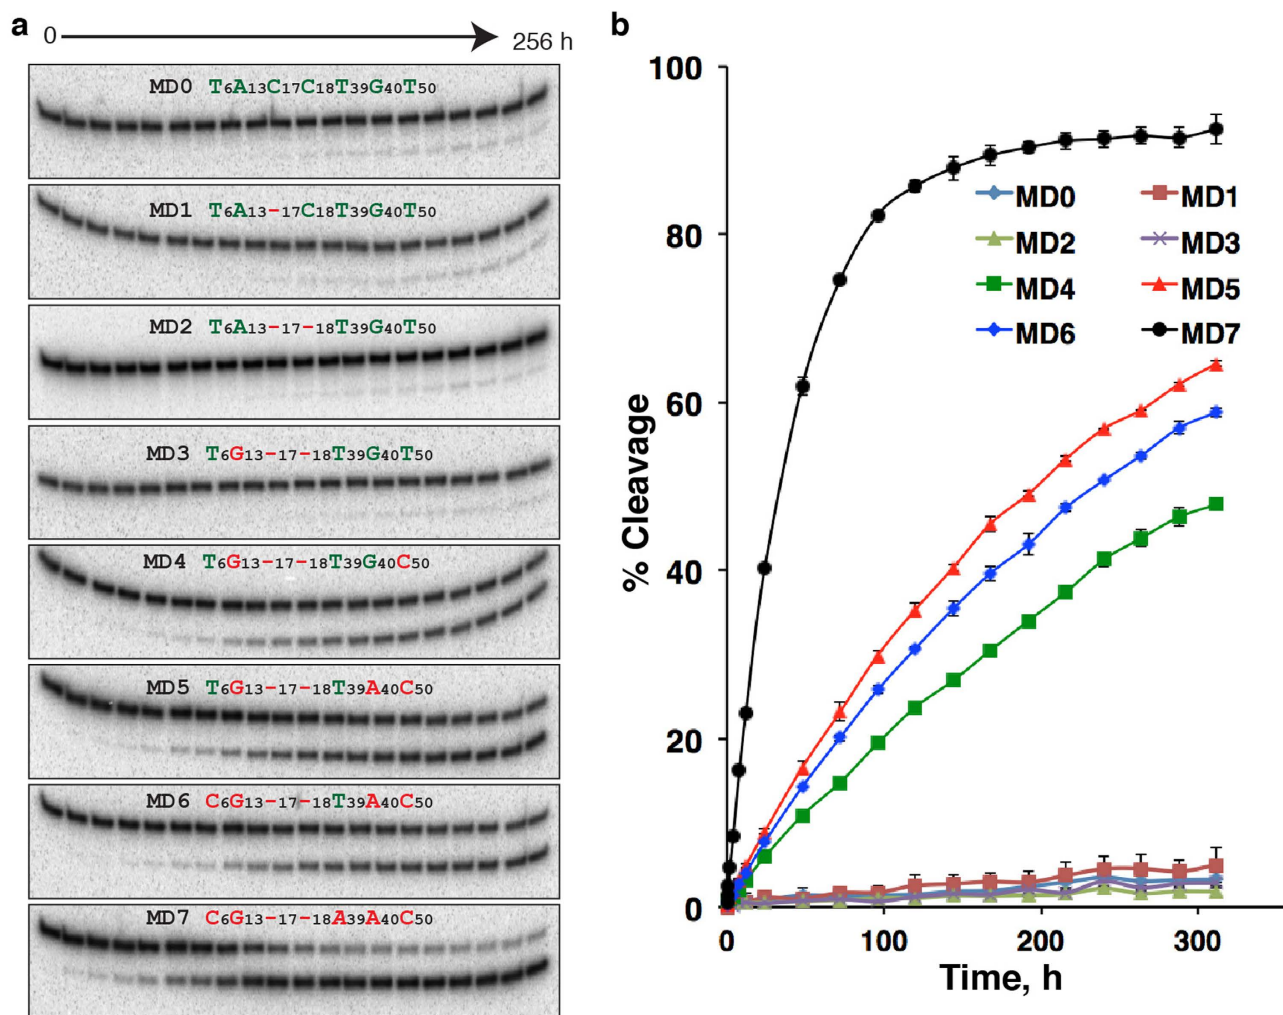 a
0
256 h
MD0 T6A13C17C18T39G40T50
MD1 T6A13-17C18T39G40T50
MD2 T6A13-17-18T39G40T50
MD3 T6G13-17-18T39G40T50
MD4 T6G13-17-18T39G40C50
MD5 T6G13-17-18T39A40C50
MD6 C6G13-17-18T39A40C50
MD7 C6G13-17-18A39A40C50
b
100
80
60
40
20
0
% Cleavage
MD0 MD1
MD2 MD3
MD4 MD5
MD6 MD7
0 100 200 300
Time, h